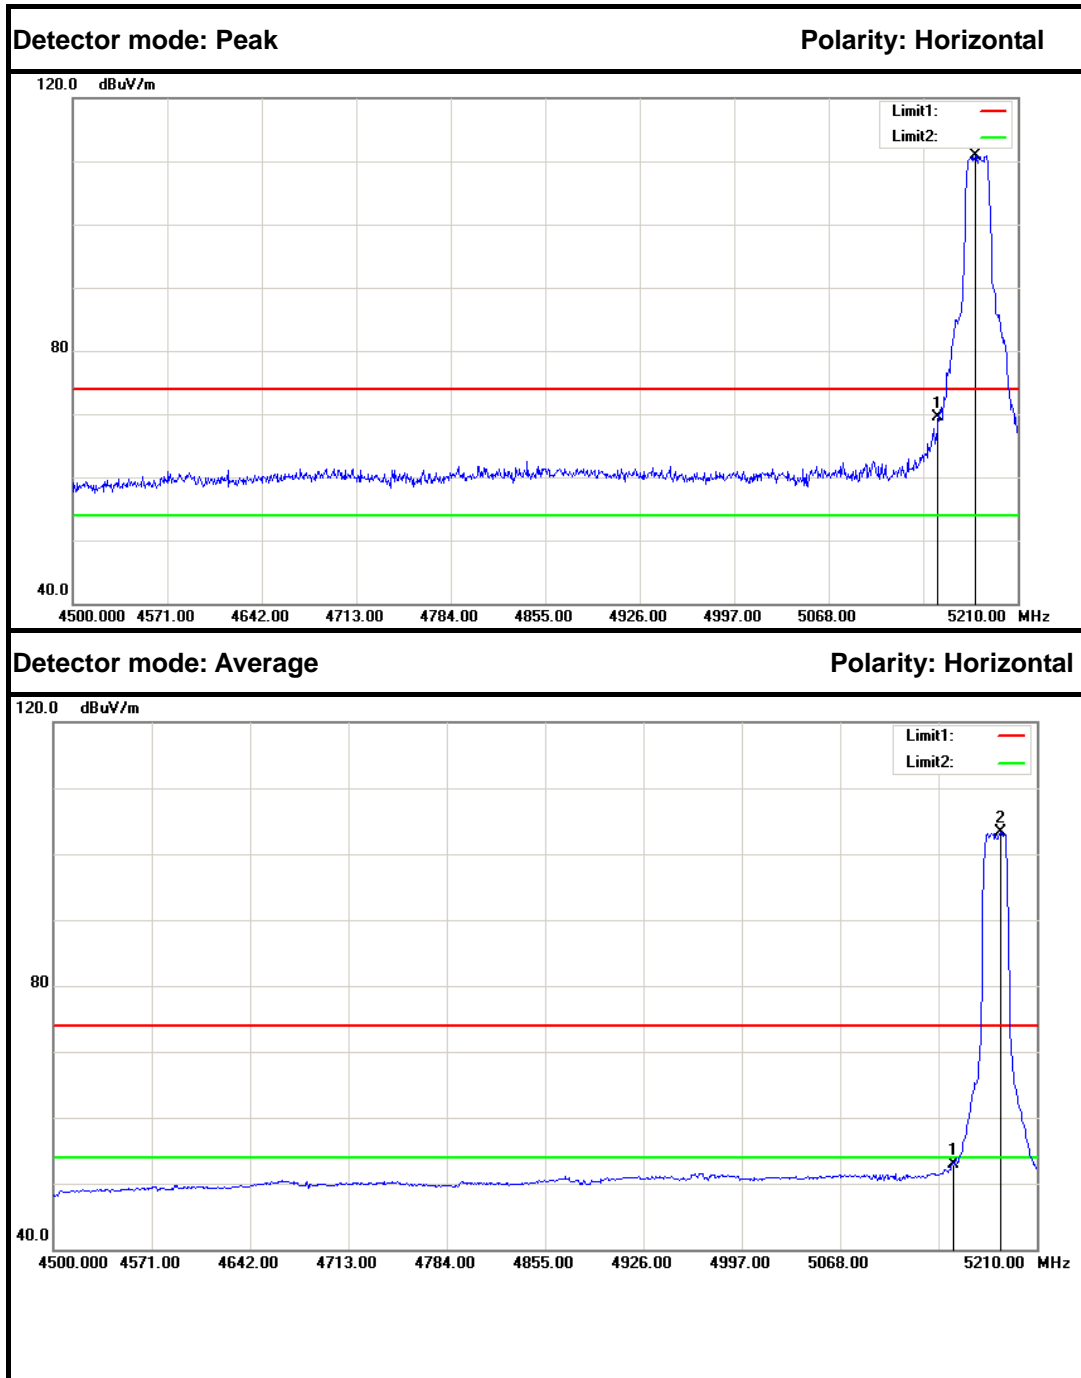 Detector mode: Peak Polarity: Horizontal
120.0 dBuV/m
Limit1:
Limit2:
80
1
40.0
4500.000 4571.00 4642.00 4713.00 4784.00 4855.00 4926.00 4997.00 5068.00 5210.00 MHz
Detector mode: Average Polarity: Horizontal
120.0 dBuV/m
Limit1:
Limit2:
2
80
1
40.0
4500.000 4571.00 4642.00 4713.00 4784.00 4855.00 4926.00 4997.00 5068.00 5210.00 MHz